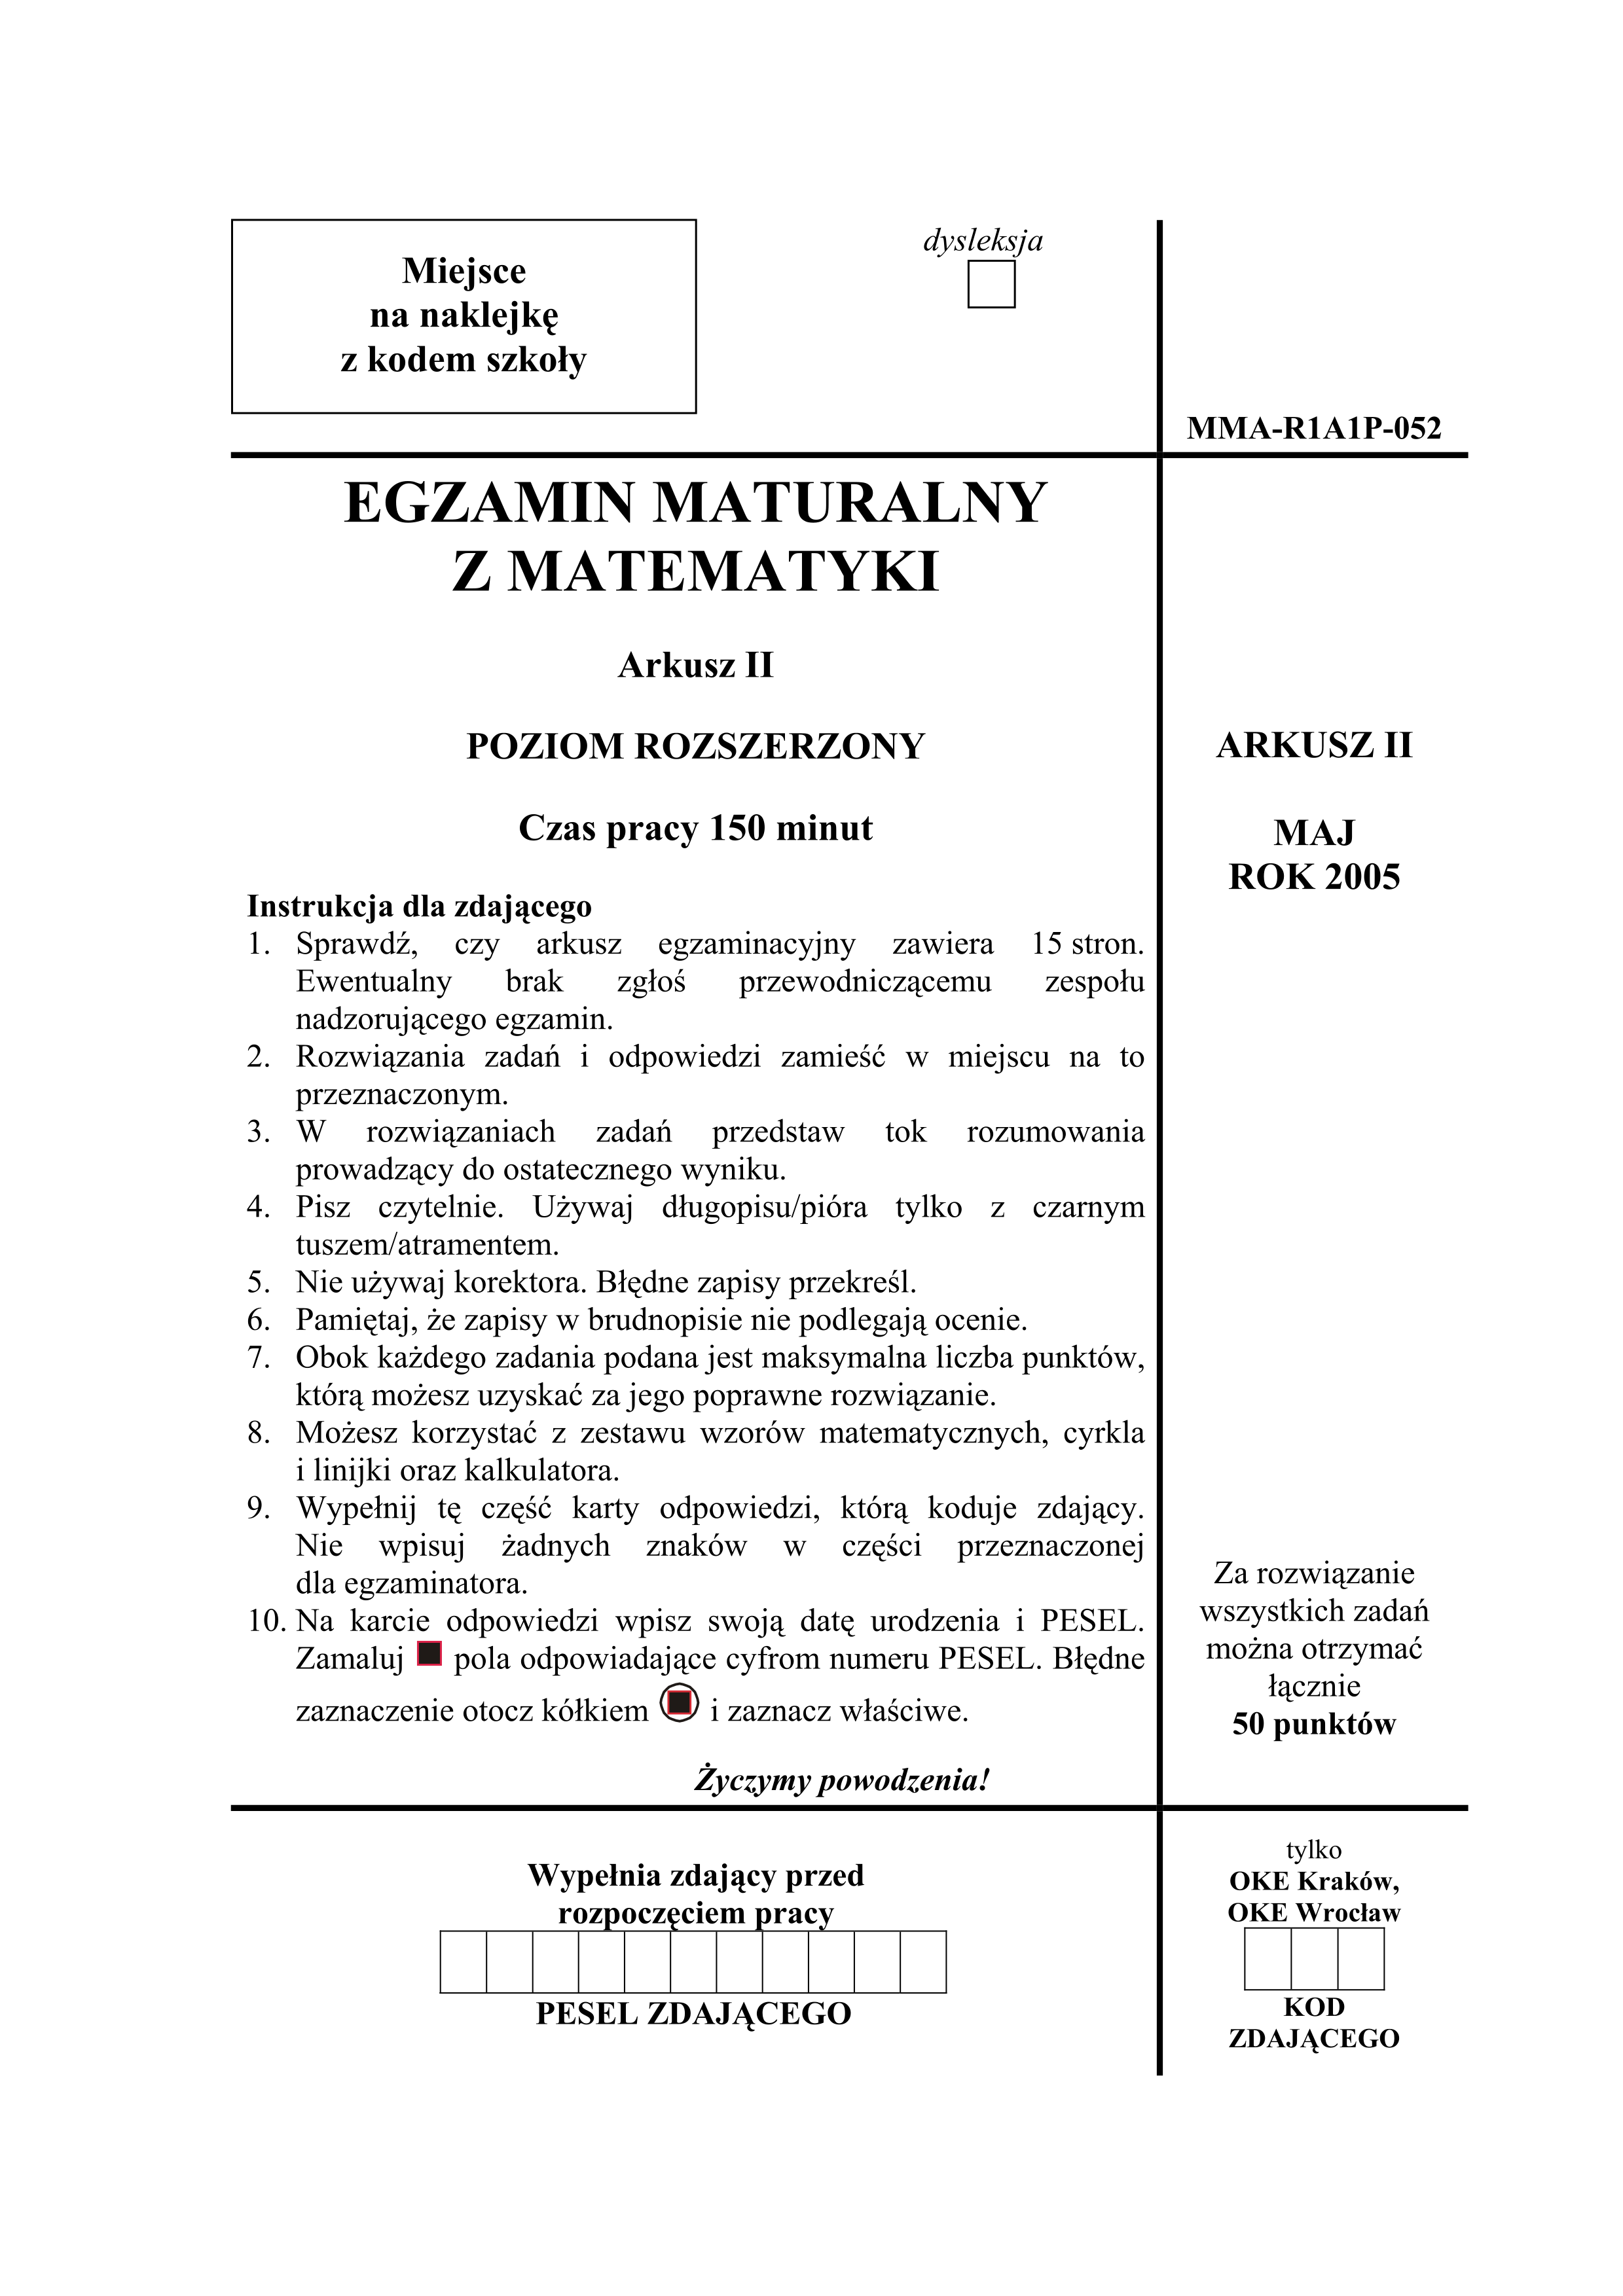 Miejsce
na naklejkę
z kodem szkoły
dysleksja
MMA-R1A1P-052
EGZAMIN MATURALNY
Z MATEMATYKI
Arkusz II
POZIOM ROZSZERZONY
Czas pracy 150 minut
Instrukcja dla zdającego
1. Sprawdź, czy arkusz egzaminacyjny zawiera 15 stron.
Ewentualny brak zgłoś przewodniczącemu zespołu
nadzorującego egzamin.
2. Rozwiązania zadań i odpowiedzi zamieść w miejscu na to
przeznaczonym.
3. W rozwiązaniach zadań przedstaw tok rozumowania
prowadzący do ostatecznego wyniku.
4. Pisz czytelnie. Używaj długopisu/pióra tylko z czarnym
tuszem/atramentem.
5. Nie używaj korektora. Błędne zapisy przekreśl.
6. Pamiętaj, że zapisy w brudnopisie nie podlegają ocenie.
7. Obok każdego zadania podana jest maksymalna liczba punktów,
którą możesz uzyskać za jego poprawne rozwiązanie.
8. Możesz korzystać z zestawu wzorów matematycznych, cyrkla
i linijki oraz kalkulatora.
9. Wypełnij tę część karty odpowiedzi, którą koduje zdający.
Nie wpisuj żadnych znaków w części przeznaczonej
dla egzaminatora.
10. Na karcie odpowiedzi wpisz swoją datę urodzenia i PESEL.
Zamaluj pola odpowiadające cyfrom numeru PESEL. Błędne
zaznaczenie otocz kółkiem i zaznacz właściwe.
Życzymy powodzenia!
ARKUSZ II
MAJ
ROK 2005
Za rozwiązanie
wszystkich zadań
można otrzymać
łącznie
50 punktów
Wypełnia zdający przed
rozpoczęciem pracy
PESEL ZDAJĄCEGO
tylko
OKE Kraków,
OKE Wrocław
KOD
ZDAJĄCEGO